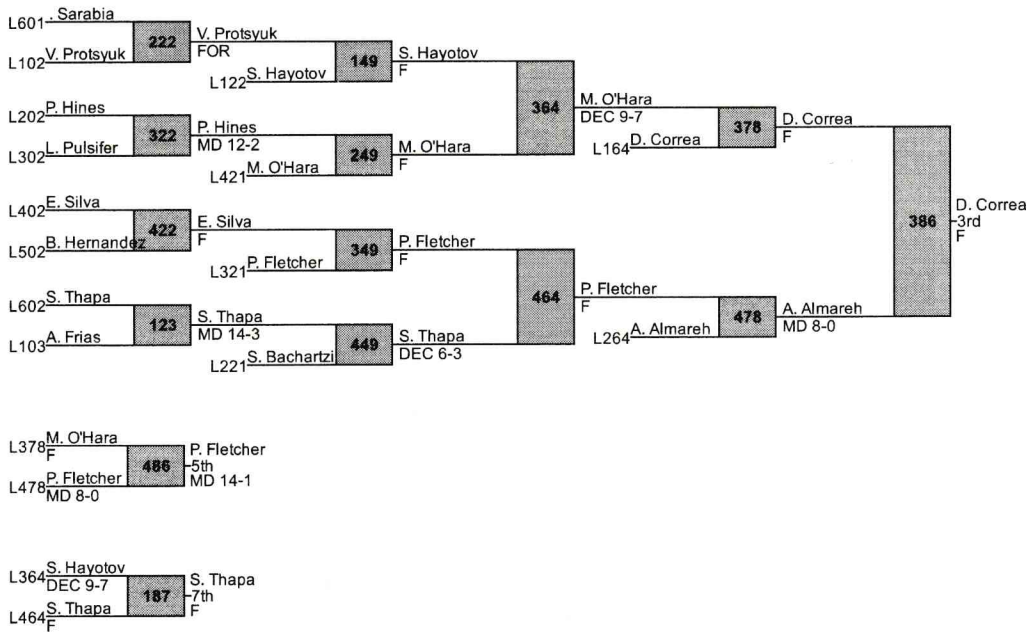 L601 . Sarabia
222
L102 V. Protsyuk
V. Protsyuk
FOR
L122 S. Hayotov
149
S. Hayotov
F
L202 P. Hines
322
L302 L. Pulsifer
P. Hines
MD 12-2
L421 M. O'Hara
249
M. O'Hara
F
364
M. O'Hara
DEC 9-7
L164 D. Correa
378
D. Correa
F
L402 E. Silva
422
L502 B. Hernandez
E. Silva
F
L321 P. Fletcher
349
P. Fletcher
F
L602 S. Thapa
123
L103 A. Frias
S. Thapa
MD 14-3
L221 S. Bachartzi
449
S. Thapa
DEC 6-3
464
P. Fletcher
F
L264 A. Almareh
478
A. Almareh
MD 8-0
386
D. Correa
3rd
F
L378 M. O'Hara
F
486
L478 P. Fletcher
MD 8-0
P. Fletcher
5th
MD 14-1
L364 S. Hayotov
DEC 9-7
187
L464 S. Thapa
F
S. Thapa
7th
F